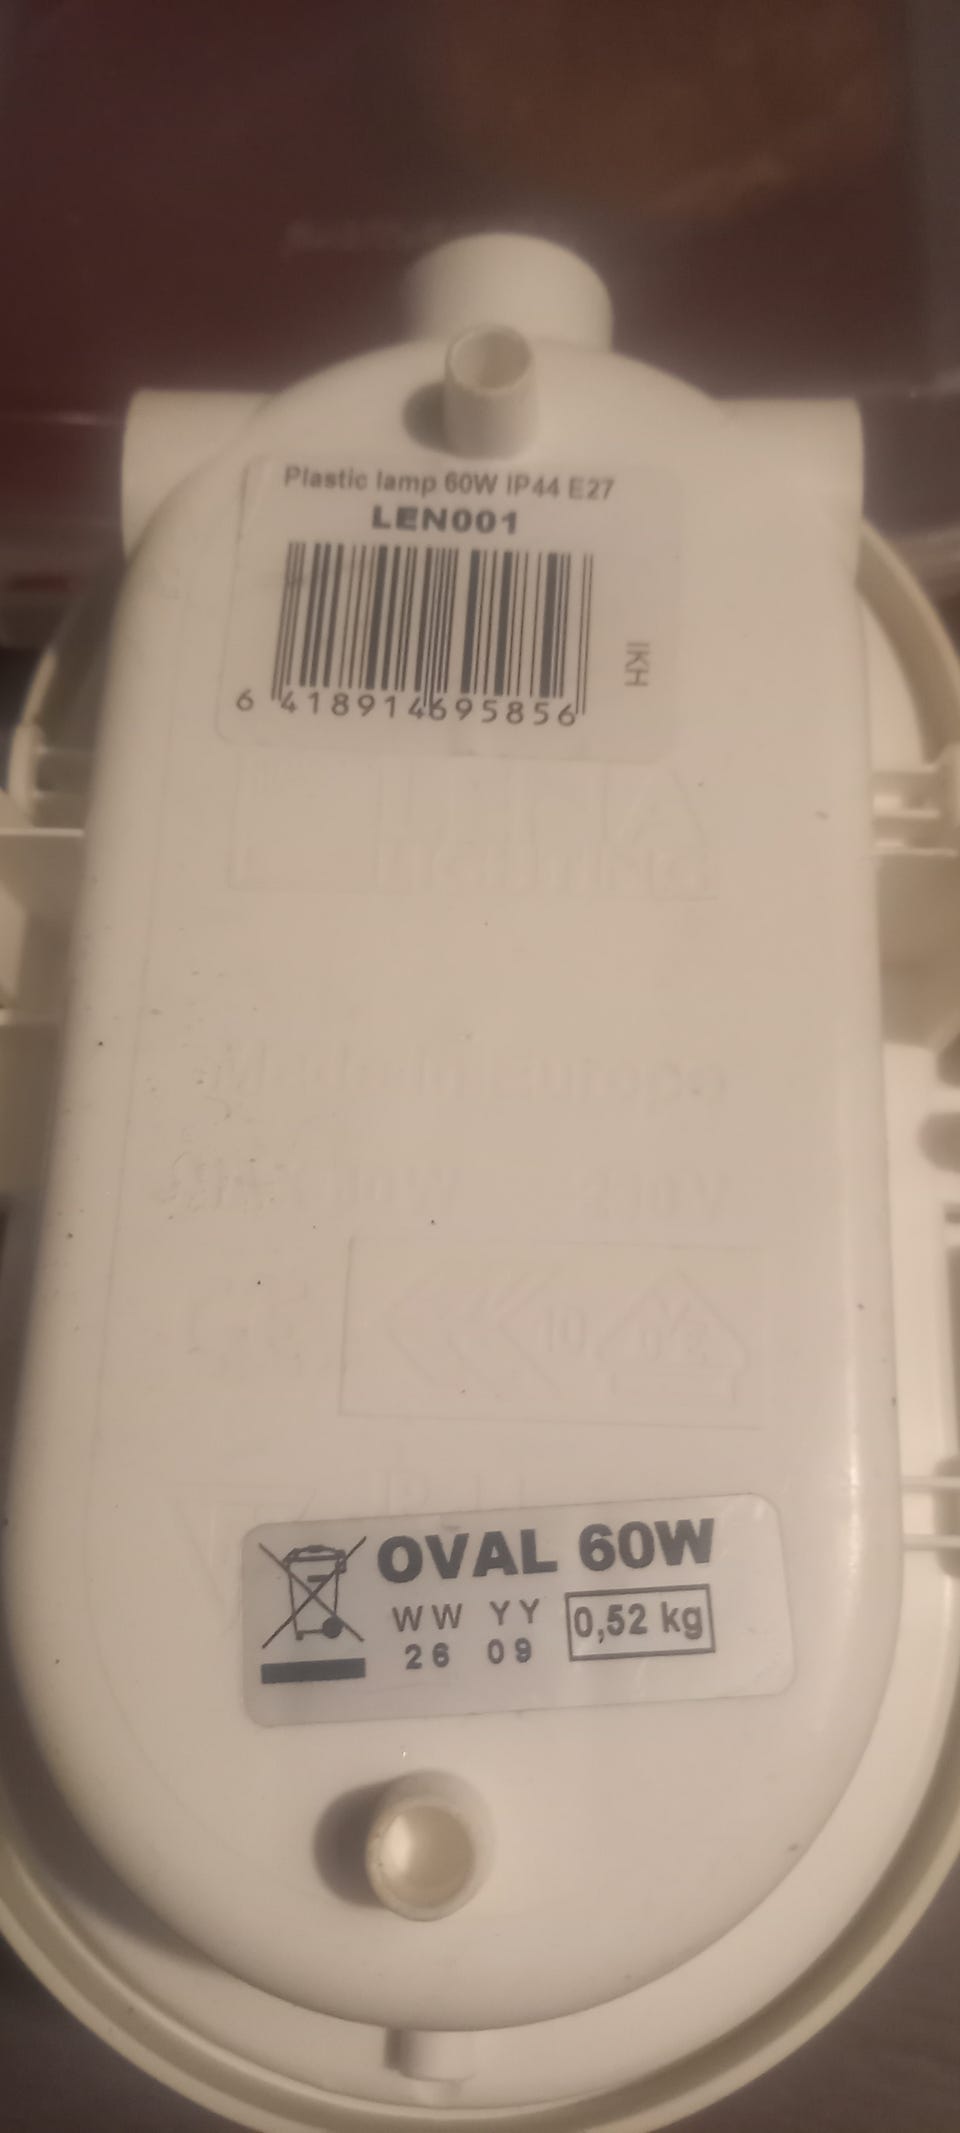 Plastic lamp 60W IP44 E27
LEN001
IKH
6 418914 695856
OVAL 60W
WW YY
26 09
0,52 kg